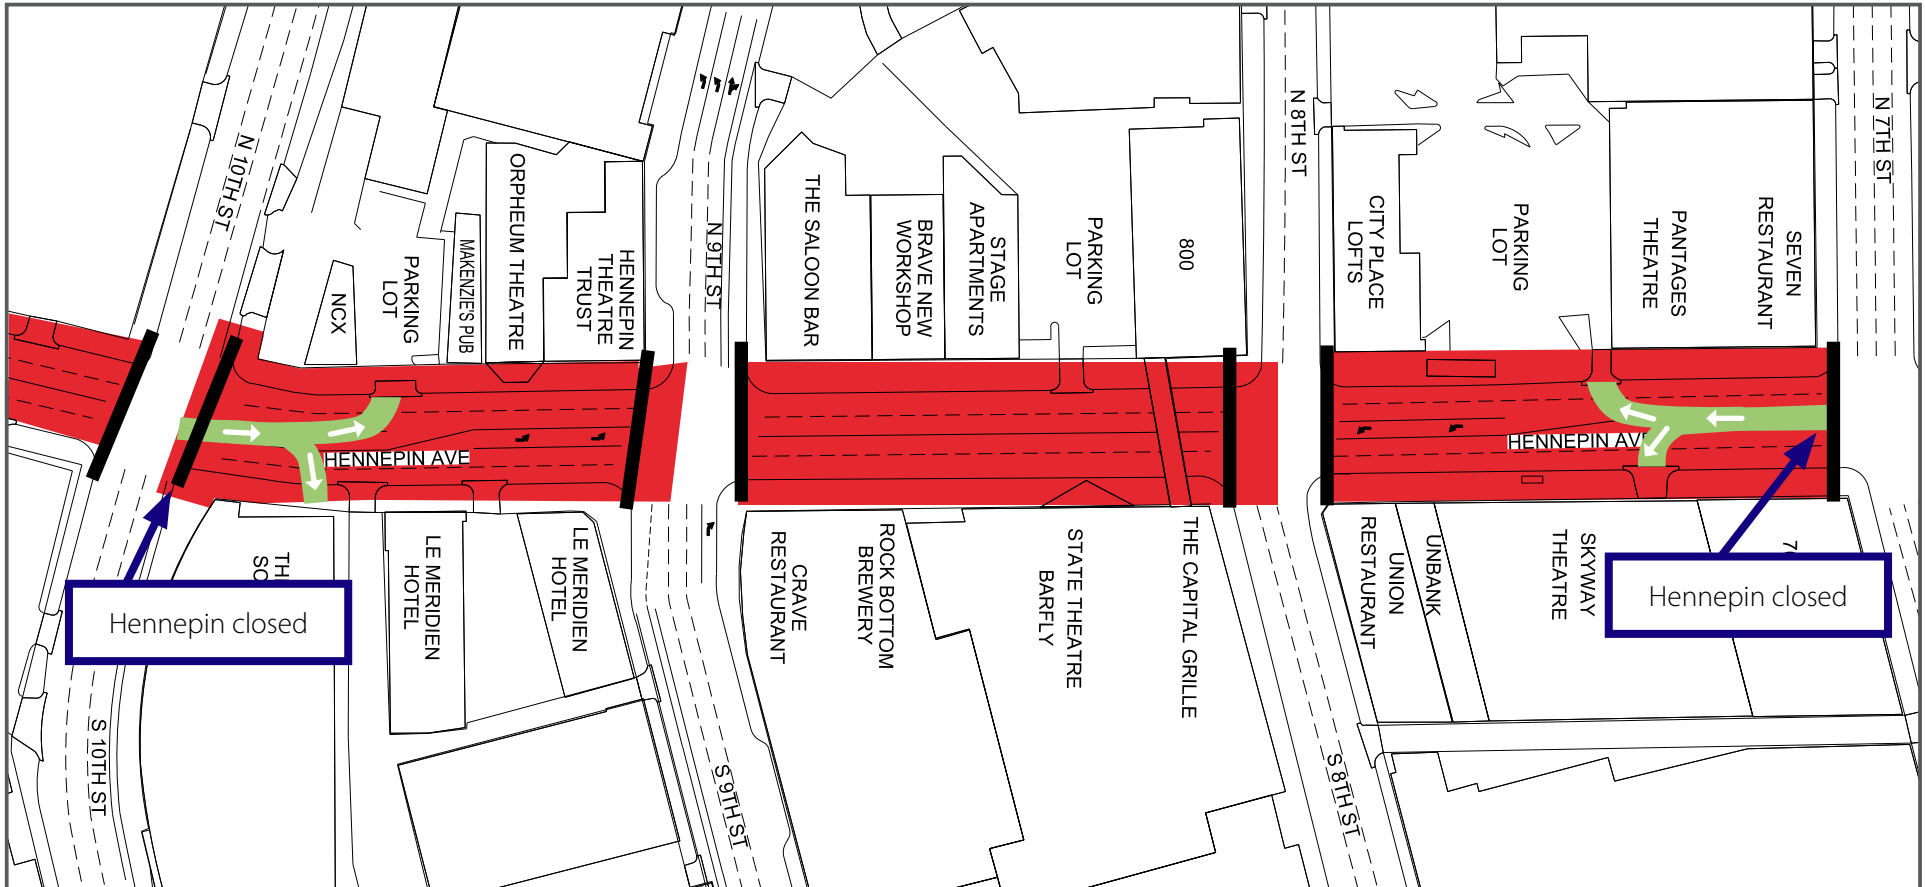 N 10TH ST
NCX
PARKING
LOT
MAKENZIE'S PUB
ORPHEUM THEATRE
HENNEPIN
THEATRE
TRUST
N 9TH ST
THE SALOON BAR
BRAVE NEW
WORKSHOP
STAGE
APARTMENTS
PARKING
LOT
800
N 8TH ST
CITY PLACE
LOFTS
PARKING
LOT
PANTAGES
THEATRE
SEVEN
RESTAURANT
N 7TH ST
HENNEPIN AVE
HENNEPIN AV
Hennepin closed
LE MERIDIEN
HOTEL
LE MERIDIEN
HOTEL
CRAVE
RESTAURANT
ROCK BOTTOM
BREWERY
STATE THEATRE
BARFLY
THE CAPITAL GRILLE
UNION
RESTAURANT
UNBANK
SKYWAY
THEATRE
Hennepin closed
S 10TH ST
S 9TH ST
S 8TH ST